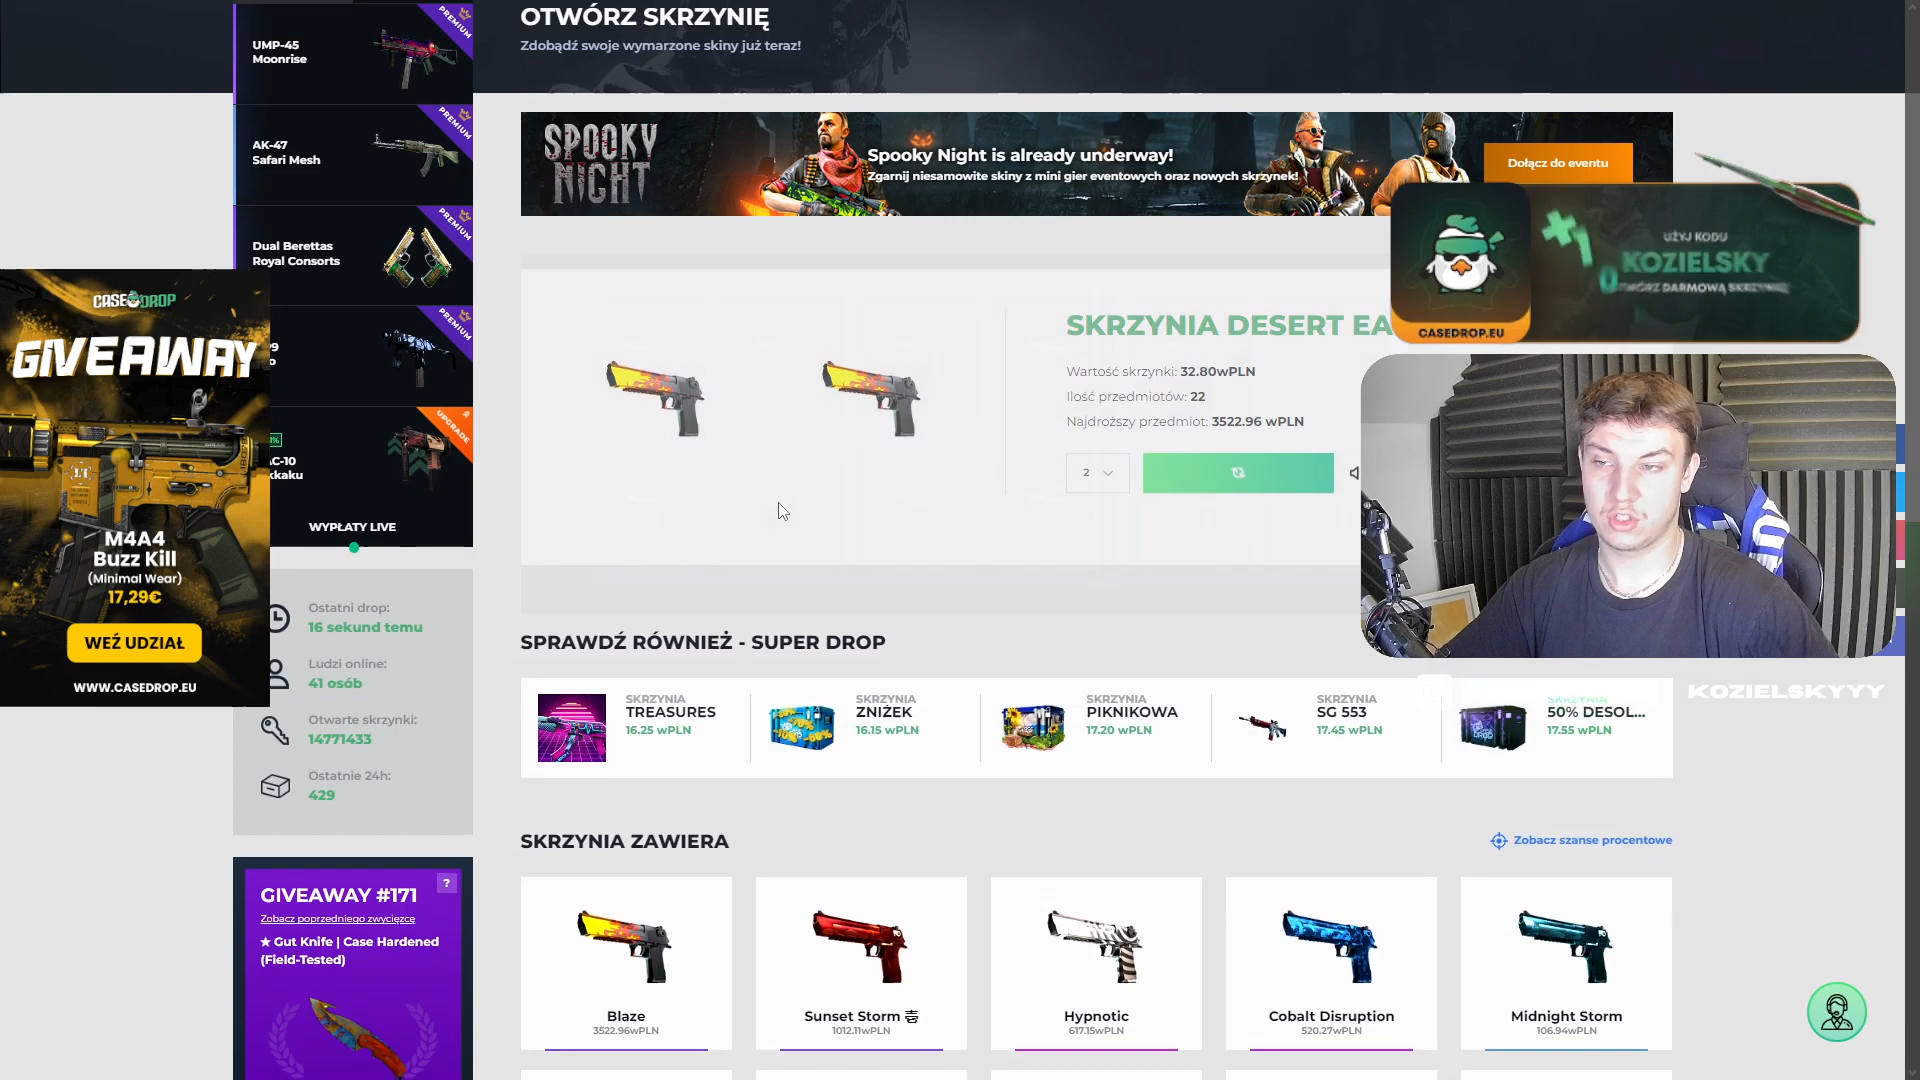 OTWÓRZ SKRZYNIĘ
Zdobądź swoje wymarzone skiny już teraz!
UMP-45
Moonrise
PREMIUM
AK-47
Safari Mesh
PREMIUM
Dual Berettas
Royal Consorts
PREMIUM
PREMIUM
UPGRADE
WYPŁATY LIVE
SPOOKY
NIGHT
Spooky Night is already underway!
Zgarnij niesamowite skiny z mini gier eventowych oraz nowych skrzynek!
Dołącz do eventu
UŻYJ KODU
KOZIELSKY
OTWÓRZ DARMOWĄ SKRZYNIĘ
CASEDROP.EU
CASEDROP
GIVEAWAY
M4A4
Buzz Kill
(Minimal Wear)
17,29€
WEŹ UDZIAŁ
WWW.CASEDROP.EU
SKRZYNIA DESERT EA
Wartość skrzynki: 32.80wPLN
Ilość przedmiotów: 22
Najdroższy przedmiot: 3522.96 wPLN
2
Ostatni drop:
16 sekund temu
Ludzi online:
41 osób
Otwarte skrzynki:
14771433
Ostatnie 24h:
429
SPRAWDŹ RÓWNIEŻ - SUPER DROP
SKRZYNIA
TREASURES
16.25 wPLN
SKRZYNIA
ZNIŻEK
16.15 wPLN
SKRZYNIA
PIKNIKOWA
17.20 wPLN
SKRZYNIA
SG 553
17.45 wPLN
SKRZYNIA
50% DESOL...
17.55 wPLN
KOZIELSKYYY
SKRZYNIA ZAWIERA
Zobacz szanse procentowe
Blaze
3522.96wPLN
Sunset Storm 壱
1012.11wPLN
Hypnotic
617.15wPLN
Cobalt Disruption
520.27wPLN
Midnight Storm
106.94wPLN
GIVEAWAY #171
?
Zobacz poprzedniego zwycięzcę
★ Gut Knife | Case Hardened
(Field-Tested)